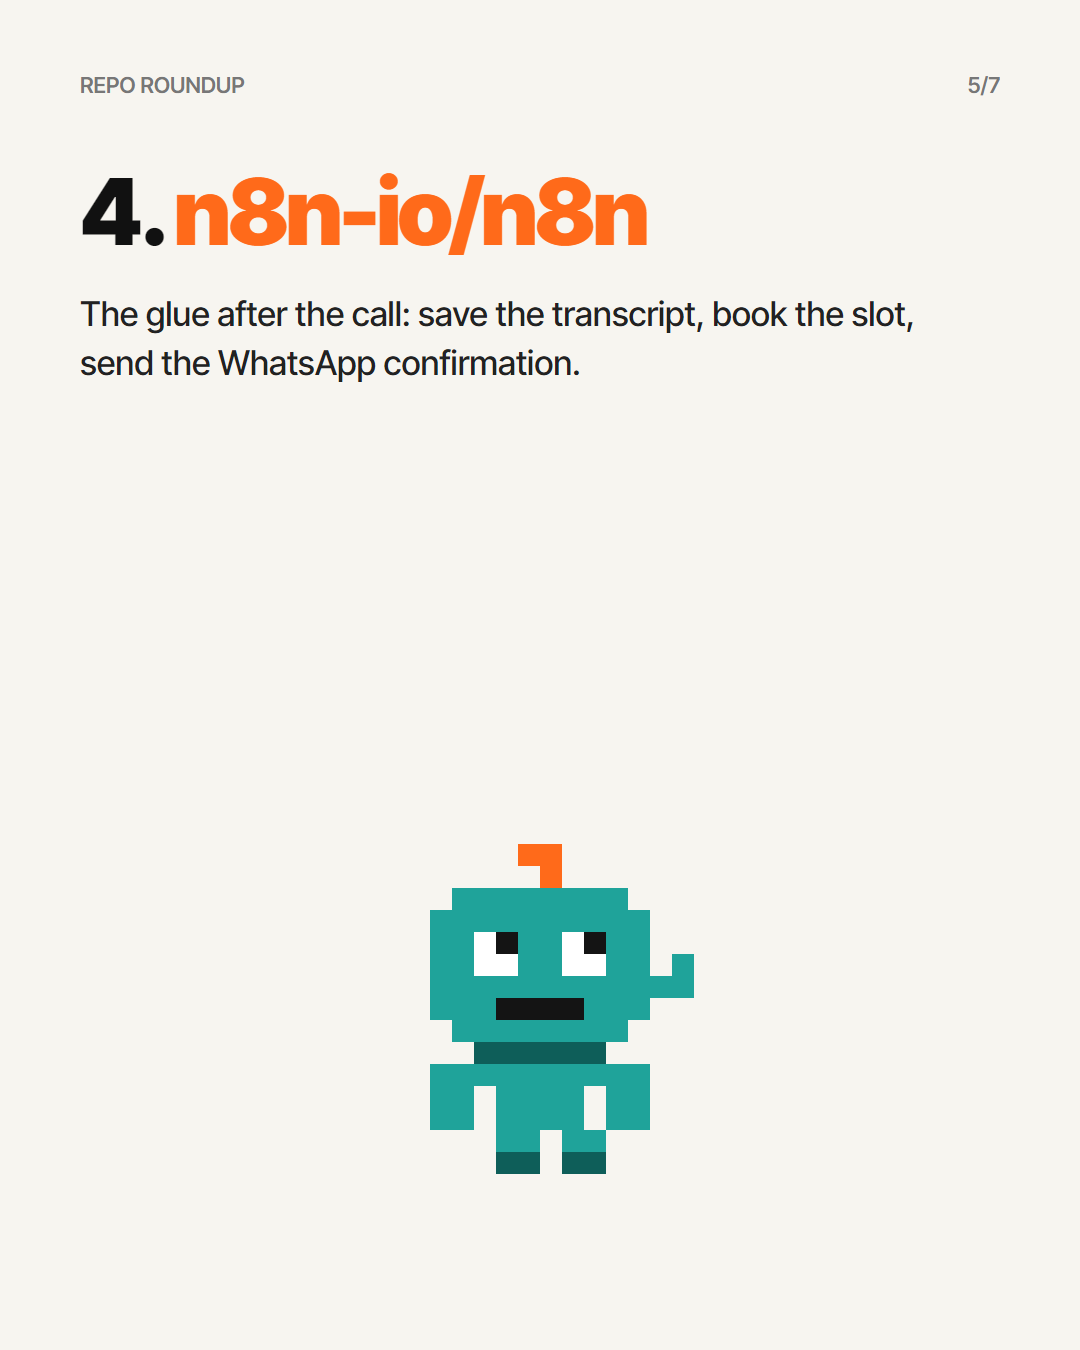 REPO ROUNDUP
5/7
4. n8n-io/n8n
The glue after the call: save the transcript, book the slot,
send the WhatsApp confirmation.